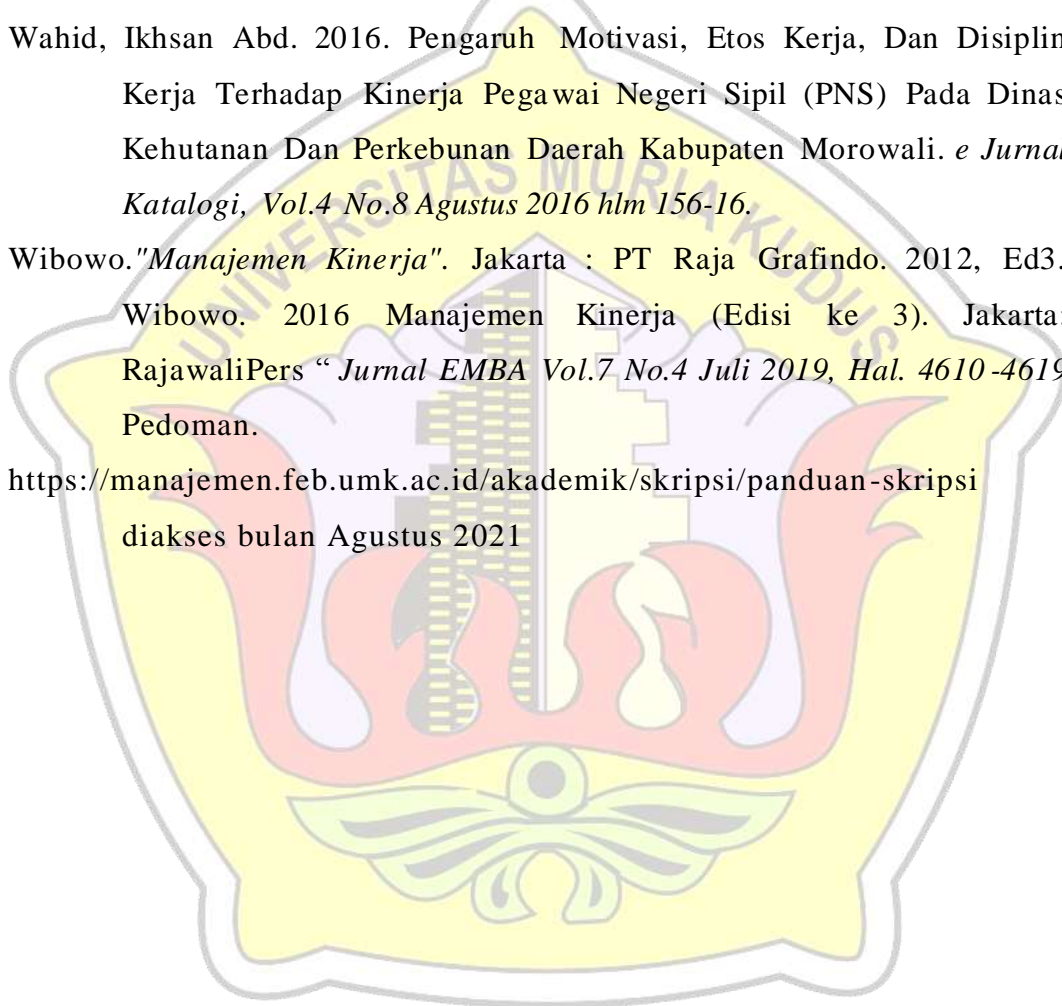 Wahid, Ikhsan Abd. 2016. Pengaruh Motivasi, Etos Kerja, Dan Disiplin
Kerja Terhadap Kinerja Pegawai Negeri Sipil (PNS) Pada Dinas
Kehutanan Dan Perkebunan Daerah Kabupaten Morowali. e Jurnal
Katalogi, Vol.4 No.8 Agustus 2016 hlm 156-16.
Wibowo."Manajemen Kinerja". Jakarta : PT Raja Grafindo. 2012, Ed3.
Wibowo. 2016 Manajemen Kinerja (Edisi ke 3). Jakarta:
RajawaliPers “ Jurnal EMBA Vol.7 No.4 Juli 2019, Hal. 4610-4619
Pedoman.
https://manajemen.feb.umk.ac.id/akademik/skripsi/panduan-skripsi
diakses bulan Agustus 2021
UNIVERSITAS MURIA KUDUS